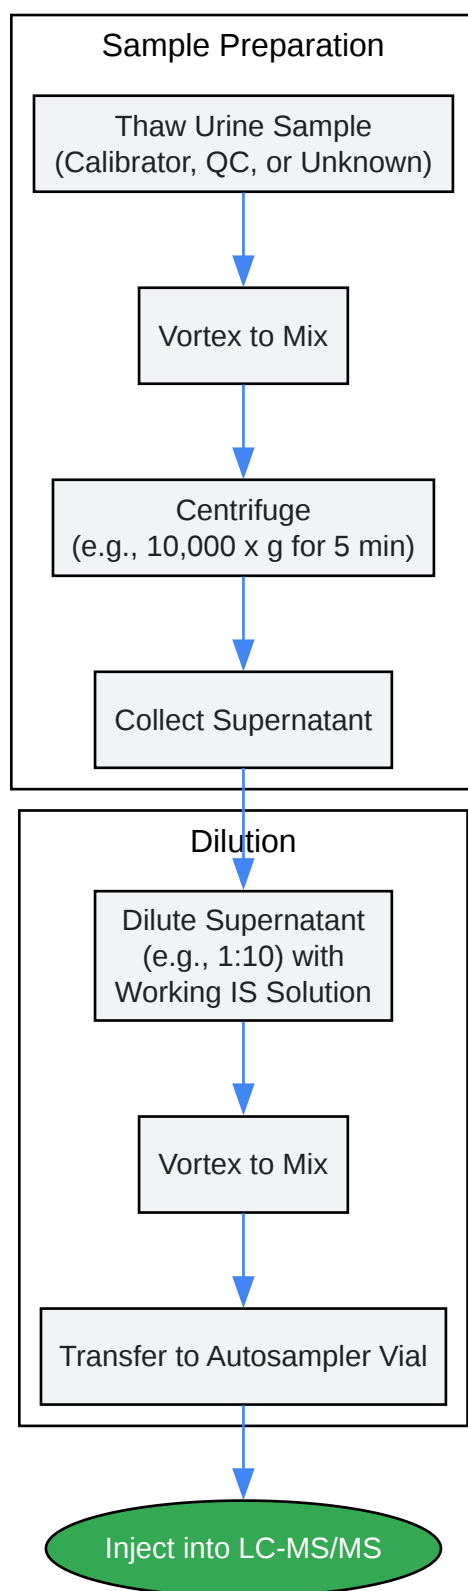 Sample Preparation
Thaw Urine Sample
(Calibrator, QC, or Unknown)
Vortex to Mix
Centrifuge
(e.g., 10,000 x g for 5 min)
Collect Supernatant
Dilution
Dilute Supernatant
(e.g., 1:10) with
Working IS Solution
Vortex to Mix
Transfer to Autosampler Vial
Inject into LC-MS/MS